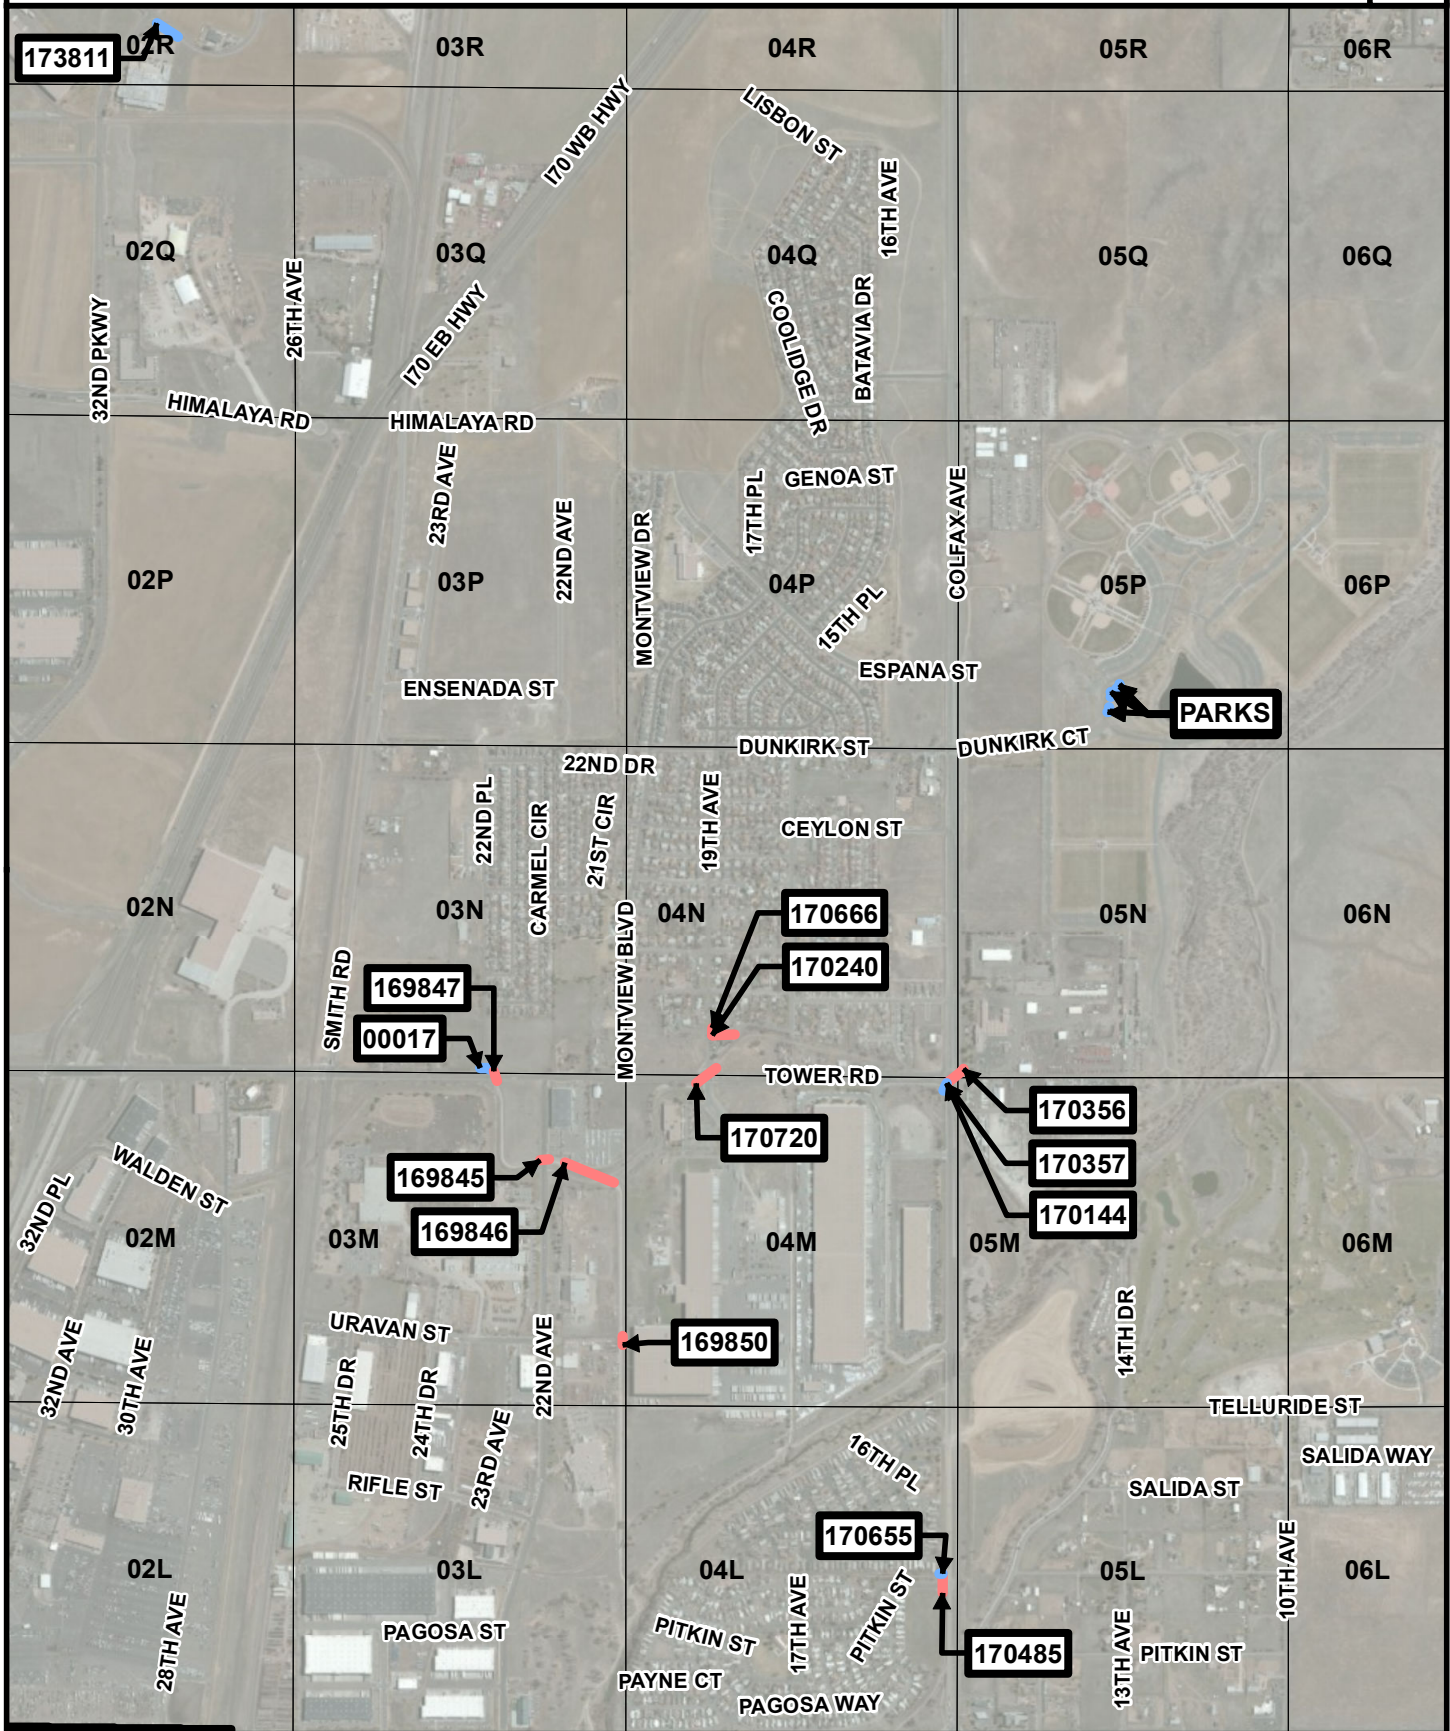 173811
02R
03R
04R
05R
06R
I70 WB HWY
LISBON ST
16TH AVE
02Q
26TH AVE
03Q
04Q
05Q
06Q
32ND PKWY
I70 EB HWY
COOLIDGE DR
BATAVIA DR
HIMALAYA RD
HIMALAYA RD
23RD AVE
22ND AVE
MONTVIEW DR
17TH PL
GENOA ST
COLFAX AVE
02P
03P
04P
15TH PL
05P
06P
ENSENADA ST
ESPANA ST
PARKS
DUNKIRK ST
DUNKIRK CT
22ND DR
22ND PL
CARMEL CIR
21ST CIR
19TH AVE
CEYLON ST
02N
03N
04N
05N
06N
MONTVIEW BLVD
170666
170240
SMITH RD
169847
00017
TOWER RD
170356
170720
170357
170144
WALDEN ST
32ND PL
169845
169846
02M
03M
04M
05M
06M
URAVAN ST
169850
14TH DR
32ND AVE
30TH AVE
25TH DR
24TH DR
22ND AVE
23RD AVE
TELLURIDE ST
RIFLE ST
16TH PL
SALIDA WAY
SALIDA ST
170655
10TH AVE
02L
03L
04L
05L
06L
28TH AVE
PAGOSA ST
PITKIN ST
17TH AVE
PITKIN ST
170485
13TH AVE
PITKIN ST
PAYNE CT
PAGOSA WAY